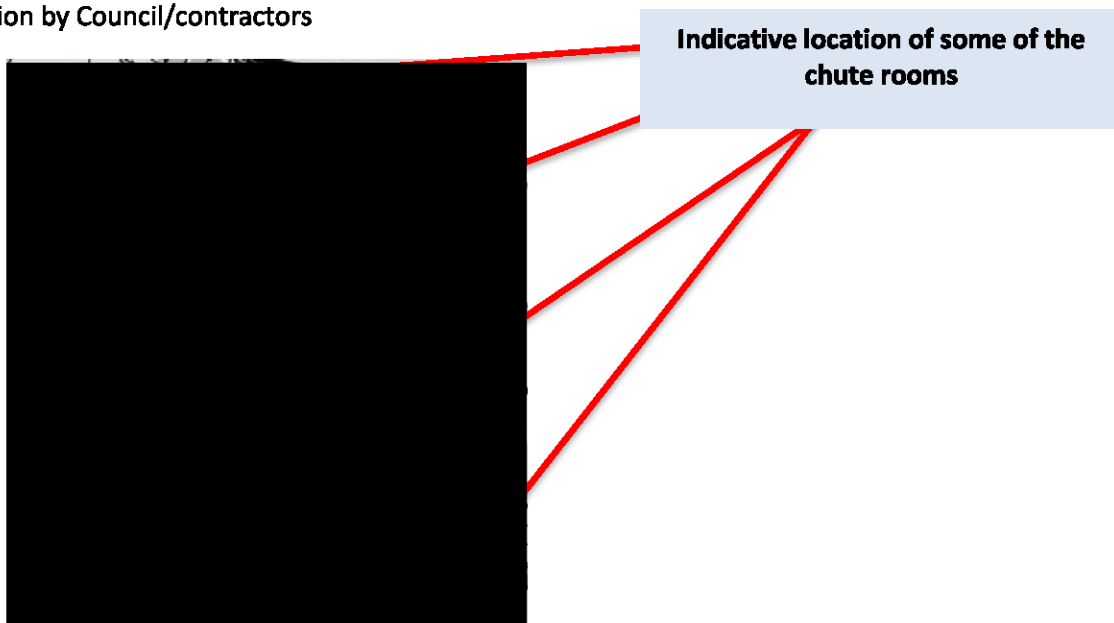 ion by Council/contractors
Indicative location of some of the
chute rooms